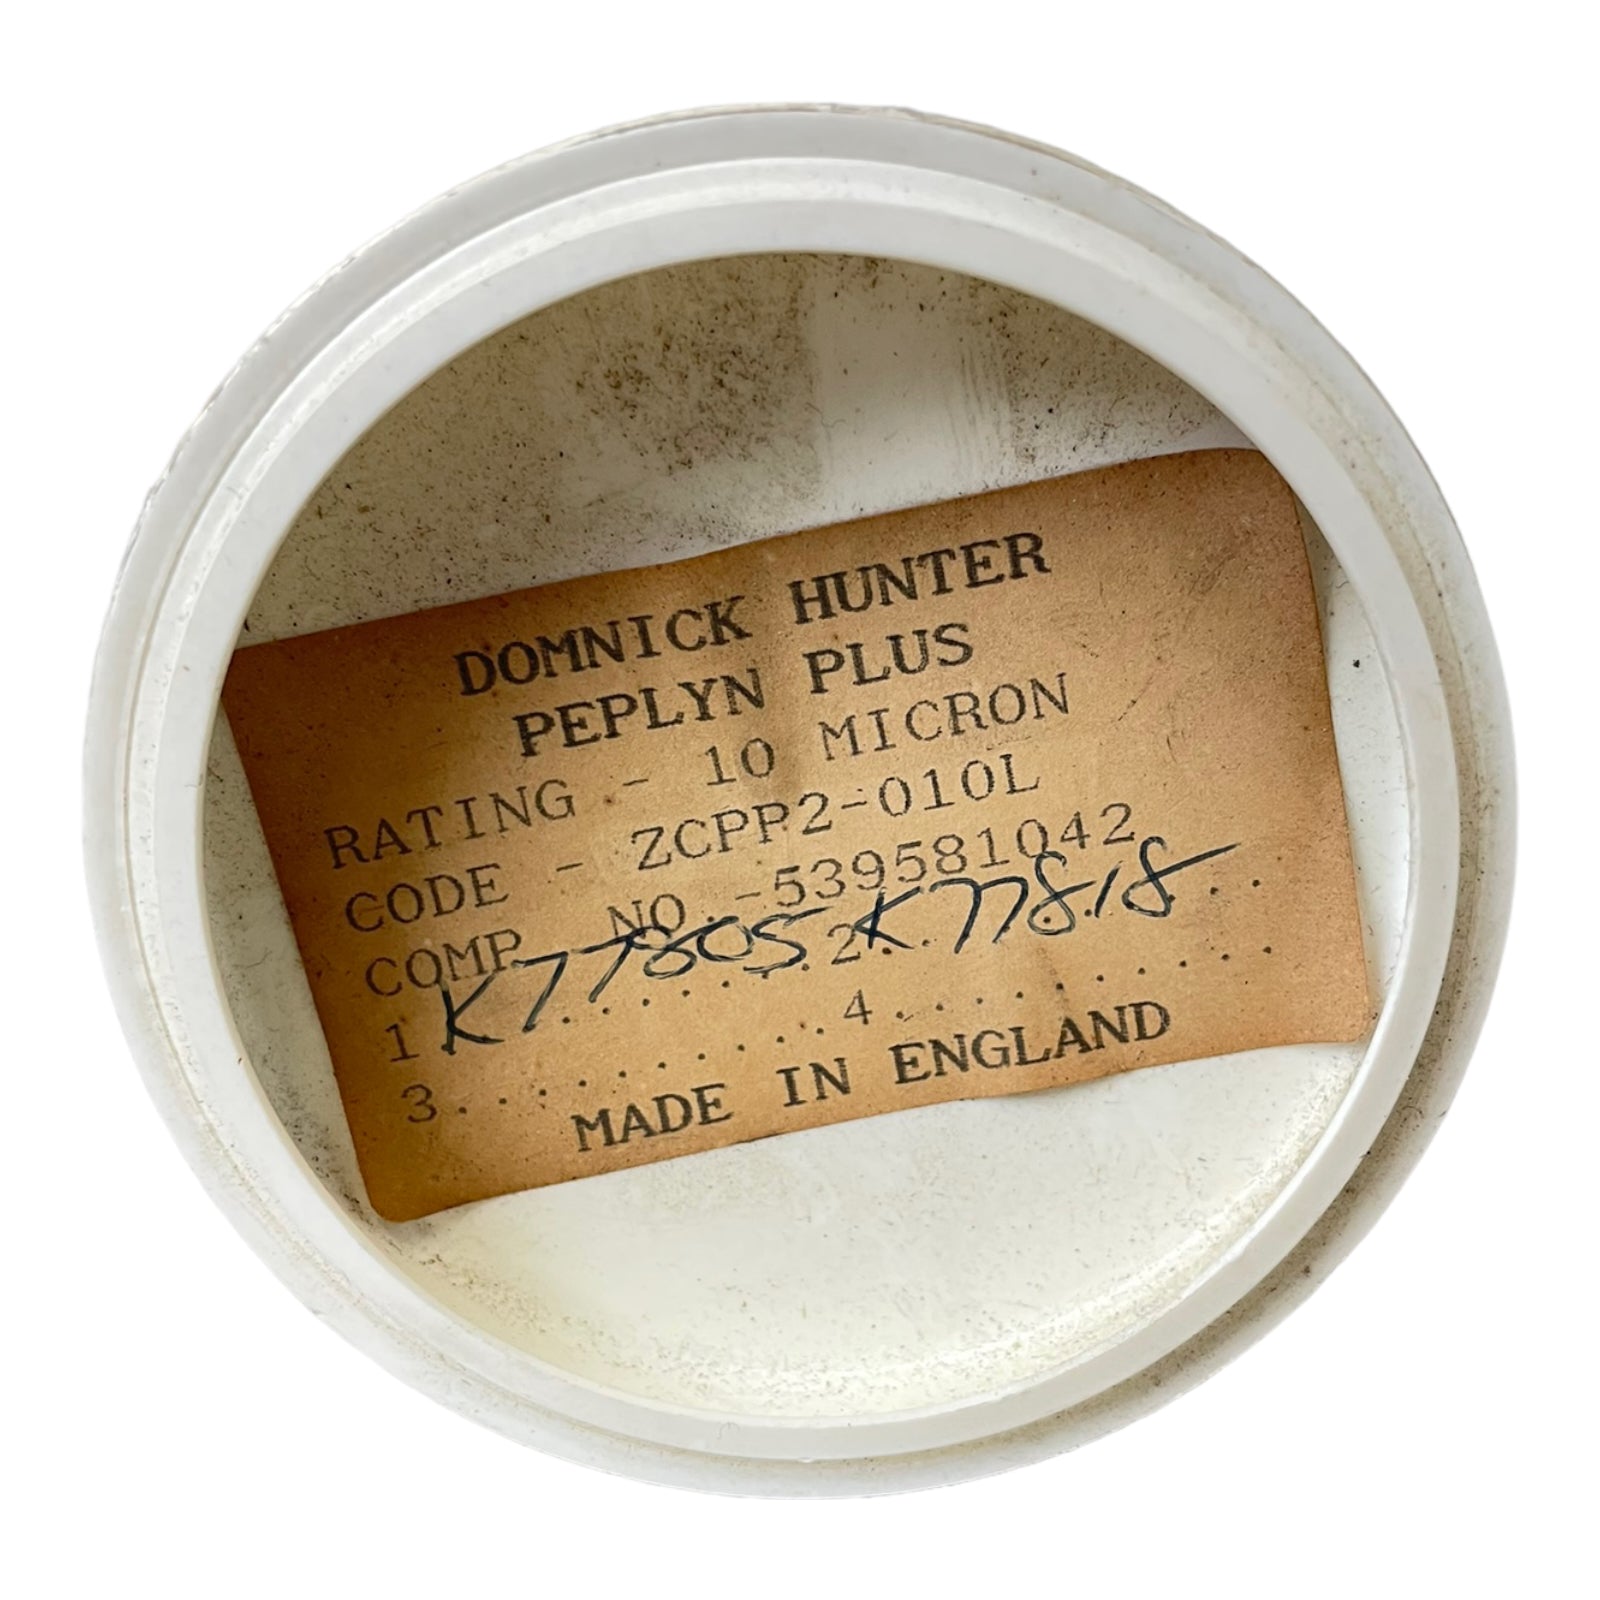 DOMNICK HUNTER
PEPLYN PLUS
RATING - 10 MICRON
CODE - ZCPP2-010L
COMP. NO.-539581042
1 K77805 2 K77818
3..........4..........
MADE IN ENGLAND